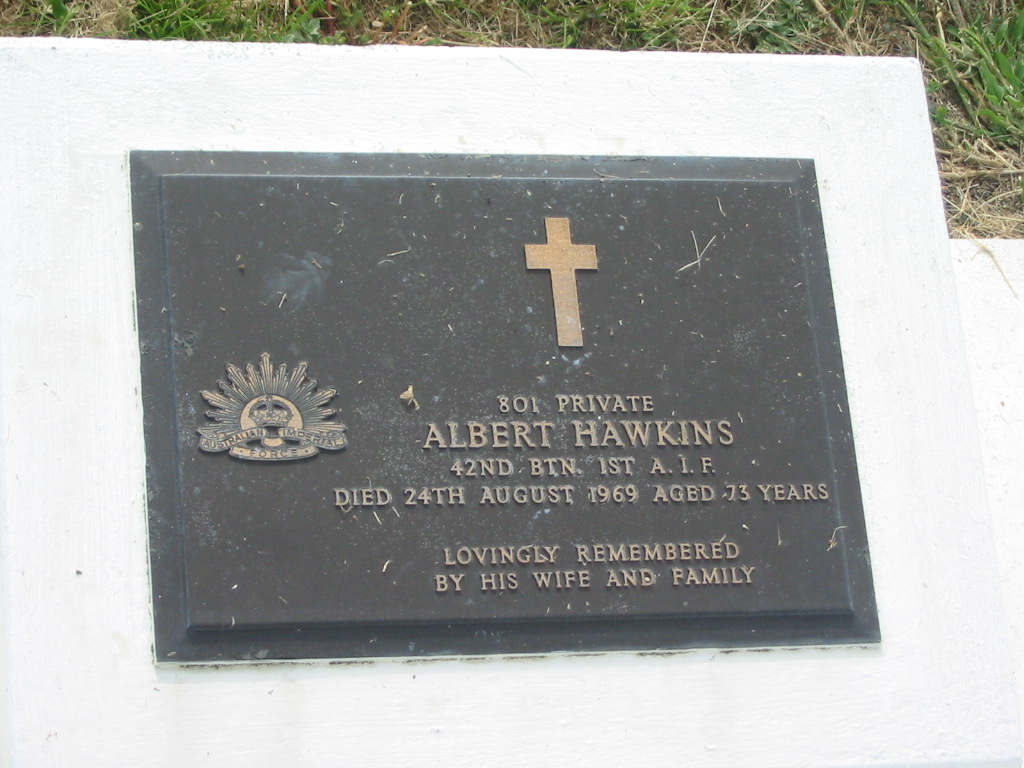 AUSTRALIAN IMPERIAL
FORCE
801 PRIVATE
ALBERT HAWKINS
42ND BTN. 1ST A.I.F.
DIED 24TH AUGUST 1969 AGED 73 YEARS
LOVINGLY REMEMBERED
BY HIS WIFE AND FAMILY